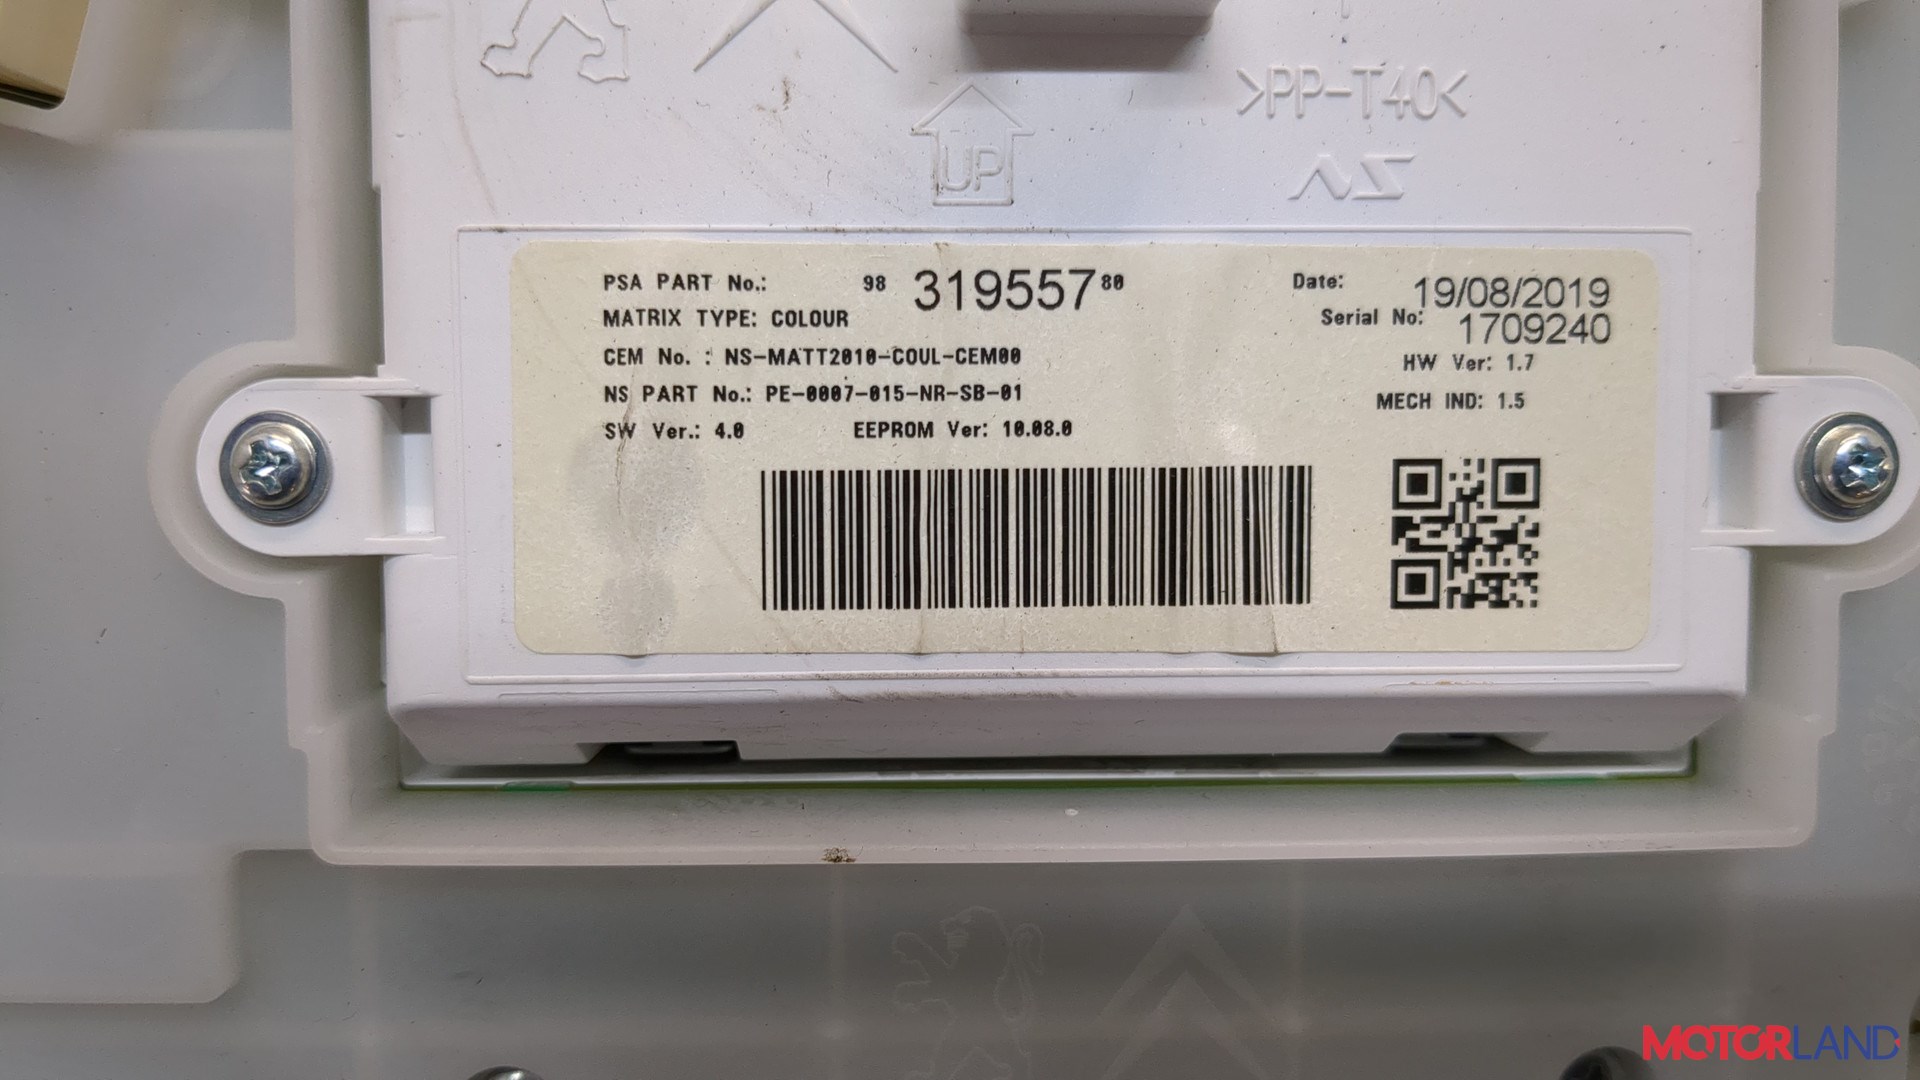 >PP-T40<
UP
NS
PSA PART No.: 98 319557 80
Date: 19/08/2019
MATRIX TYPE: COLOUR
Serial No: 1709240
CEM No. : NS-MATT2010-COUL-CEM00
HW Ver: 1.7
NS PART No.: PE-0007-015-NR-SB-01
MECH IND: 1.5
SW Ver.: 4.0 EEPROM Ver: 10.08.0
MOTORLAND